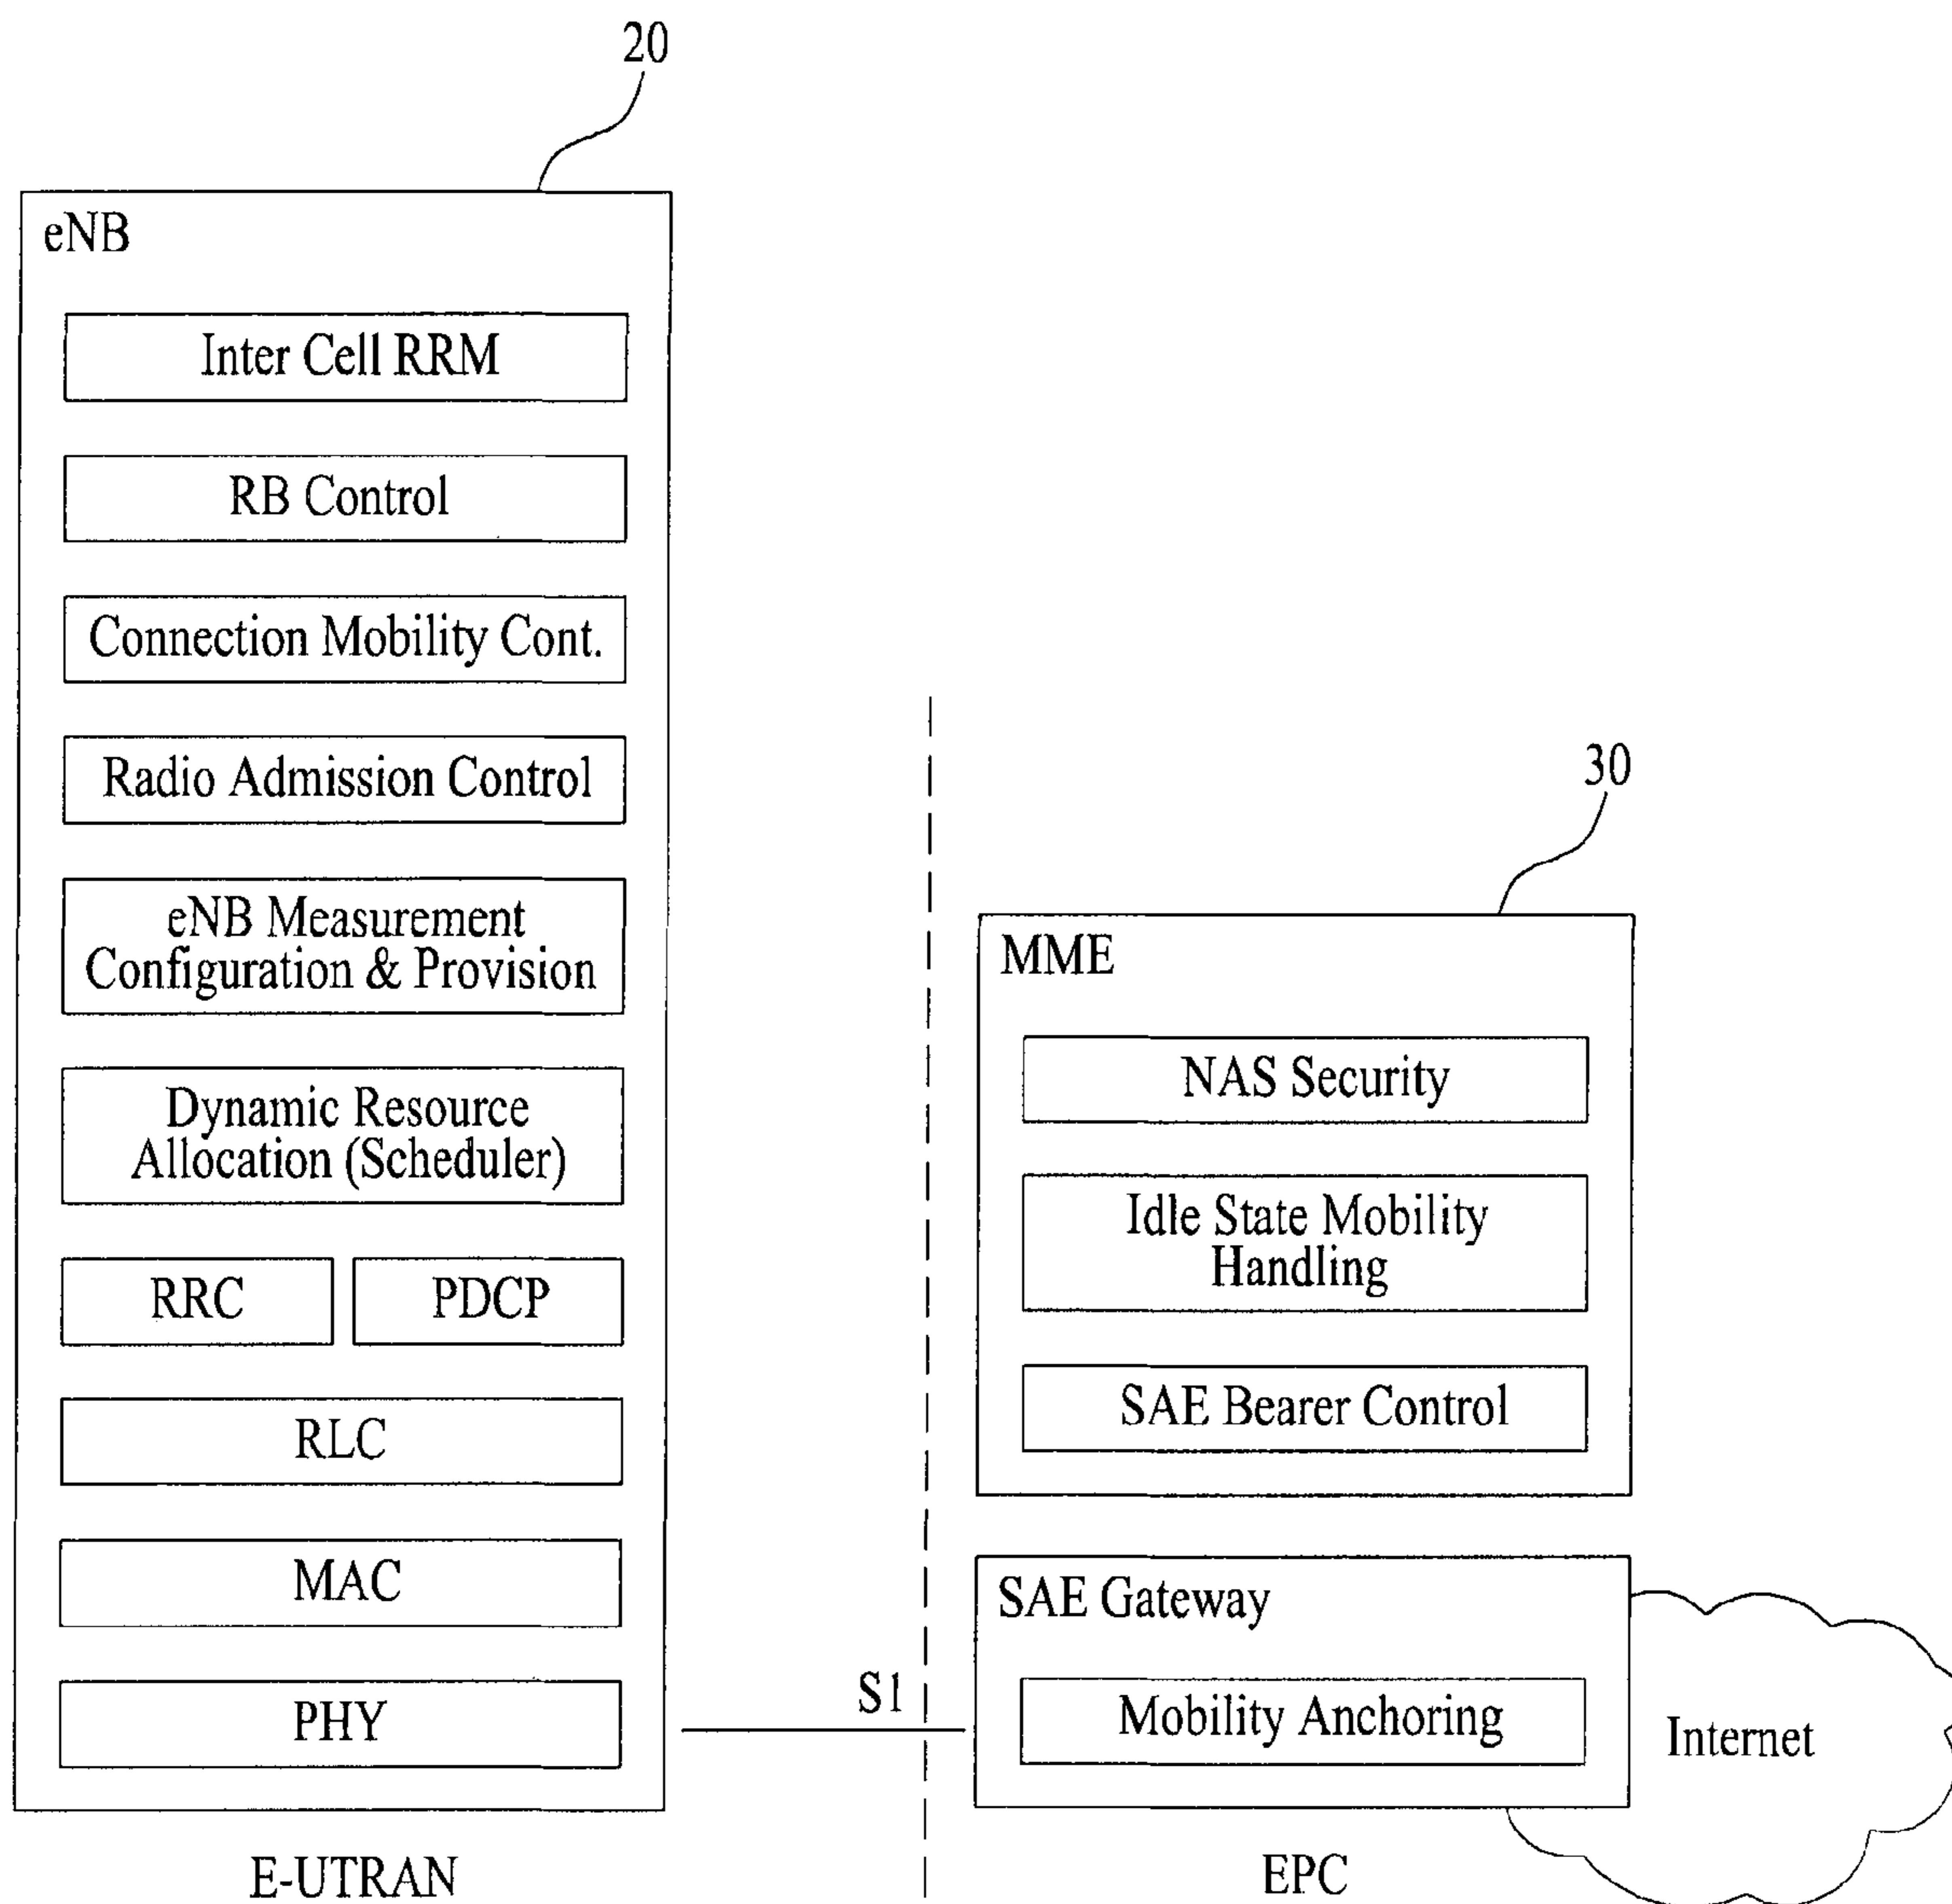 20
eNB
Inter Cell RRM
RB Control
Connection Mobility Cont.
Radio Admission Control
eNB Measurement
Configuration & Provision
Dynamic Resource
Allocation (Scheduler)
RRC
PDCP
RLC
MAC
PHY
E-UTRAN
S1
30
MME
NAS Security
Idle State Mobility
Handling
SAE Bearer Control
SAE Gateway
Mobility Anchoring
Internet
EPC